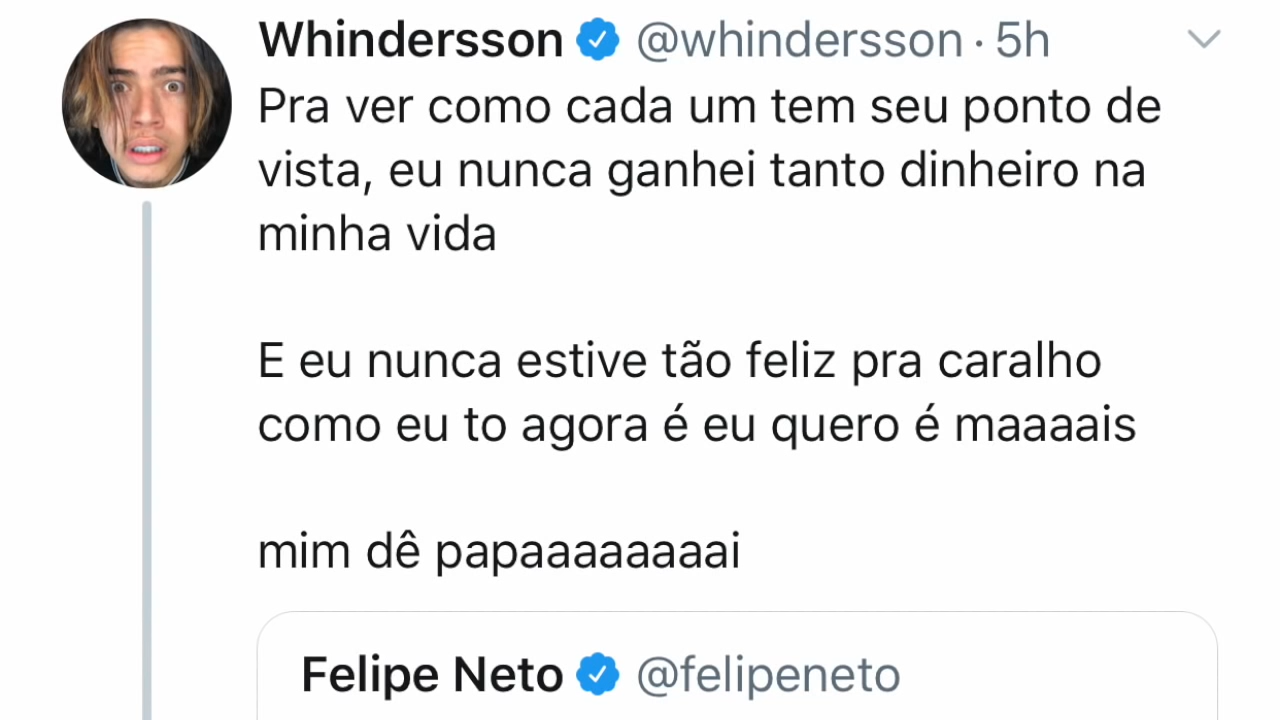 Whindersson @whindersson · 5h
Pra ver como cada um tem seu ponto de
vista, eu nunca ganhei tanto dinheiro na
minha vida
E eu nunca estive tão feliz pra caralho
como eu to agora é eu quero é maaaais
mim dê papaaaaaaaai
Felipe Neto @felipeneto